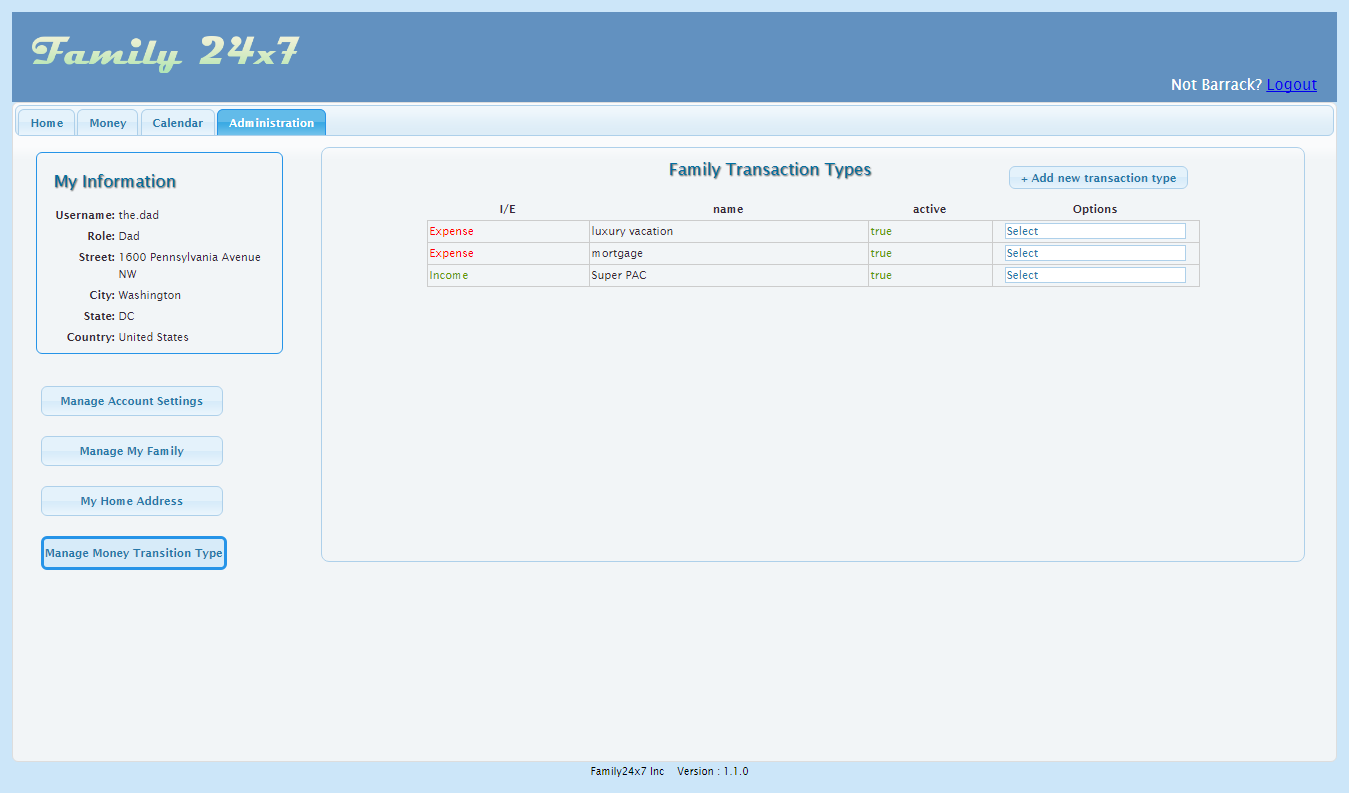 Family 24x7
Not Barrack? Logout
Home Money Calendar Administration
My Information
Username: the.dad
Role: Dad
Street: 1600 Pennsylvania Avenue
NW
City: Washington
State: DC
Country: United States
Manage Account Settings
Manage My Family
My Home Address
Manage Money Transition Type
Family Transaction Types
+ Add new transaction type
I/E name active Options
Expense luxury vacation true Select
Expense mortgage true Select
Income Super PAC true Select
Family24x7 Inc Version : 1.1.0